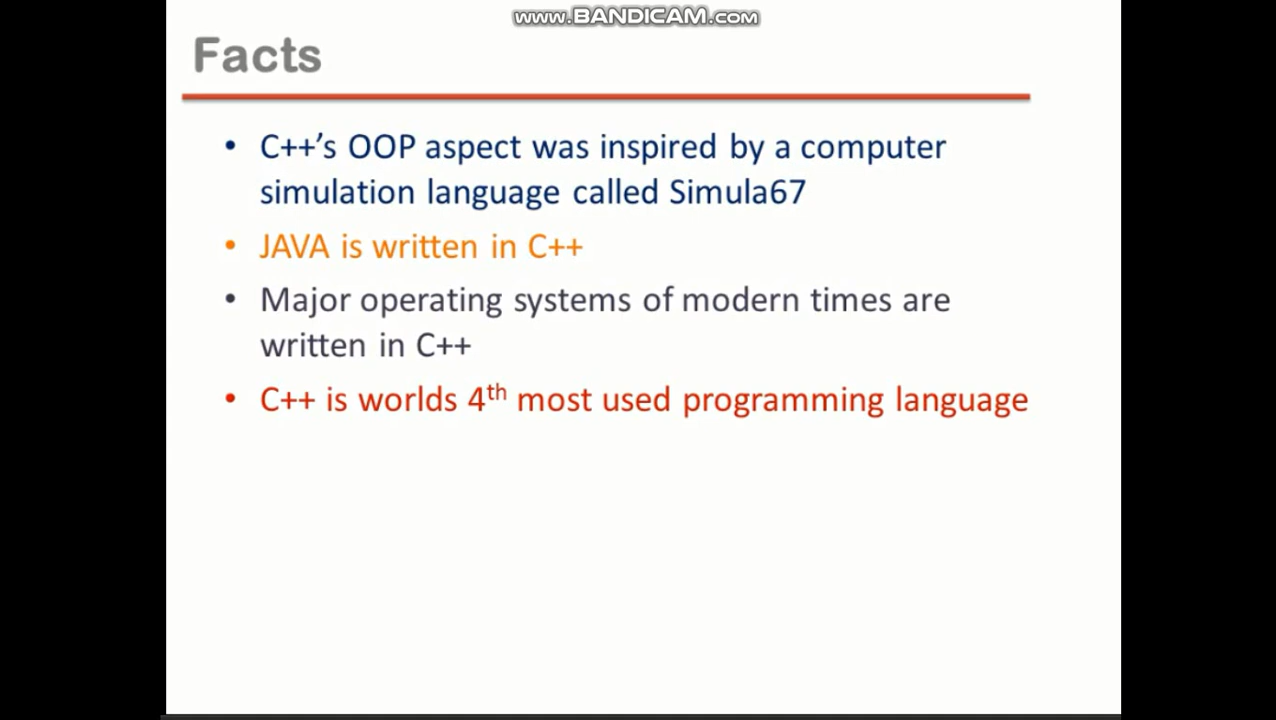 www.BANDICAM.com
Facts
• C++’s OOP aspect was inspired by a computer
simulation language called Simula67
• JAVA is written in C++
• Major operating systems of modern times are
written in C++
• C++ is worlds 4th most used programming language